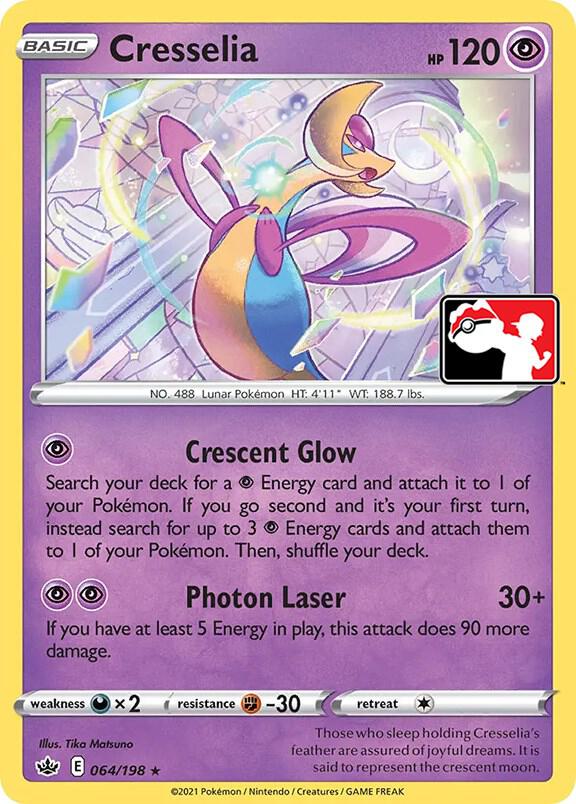 BASIC Cresselia HP 120
NO. 488 Lunar Pokémon HT: 4'11" WT: 188.7 lbs.
™
Crescent Glow
Search your deck for a Energy card and attach it to 1 of
your Pokémon. If you go second and it's your first turn,
instead search for up to 3 Energy cards and attach them
to 1 of your Pokémon. Then, shuffle your deck.
Photon Laser 30+
If you have at least 5 Energy in play, this attack does 90 more
damage.
weakness ×2 resistance -30 retreat
Illus. Tika Matsuno
Those who sleep holding Cresselia's
feather are assured of joyful dreams. It is
said to represent the crescent moon.
E 064/198 ★
©2021 Pokémon / Nintendo / Creatures / GAME FREAK